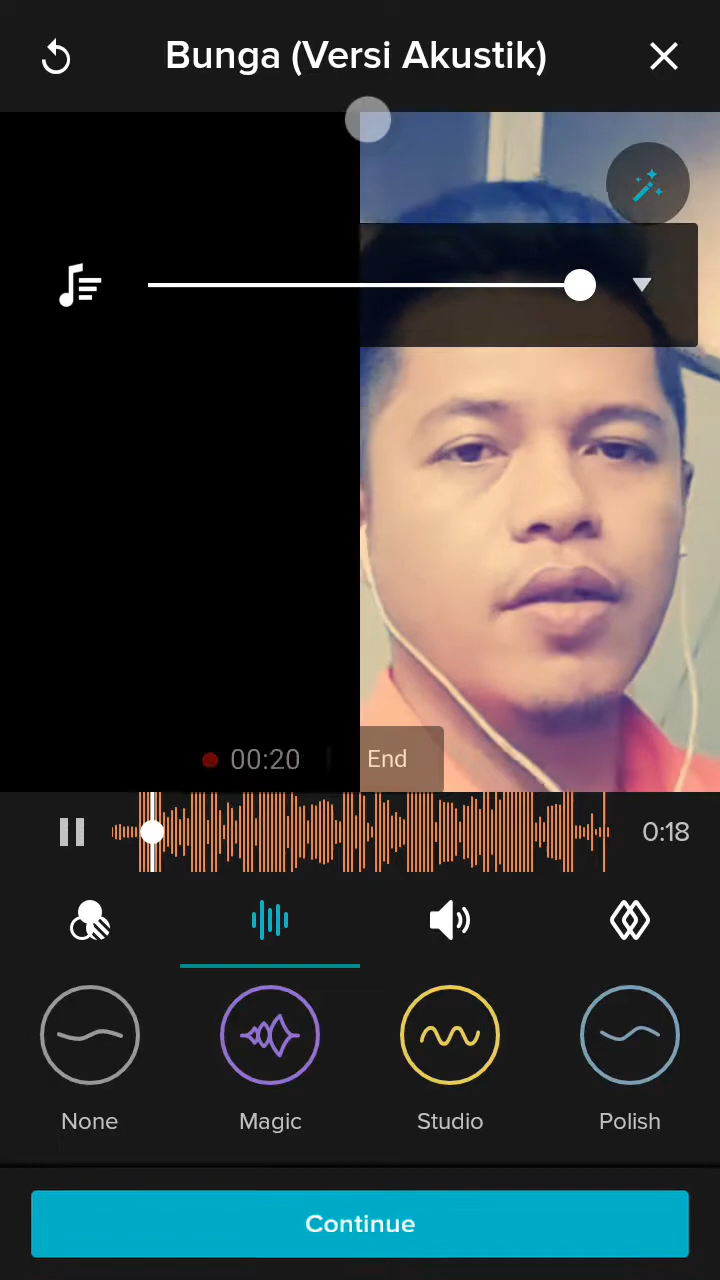 Bunga (Versi Akustik)
00:20
End
0:18
None
Magic
Studio
Polish
Continue